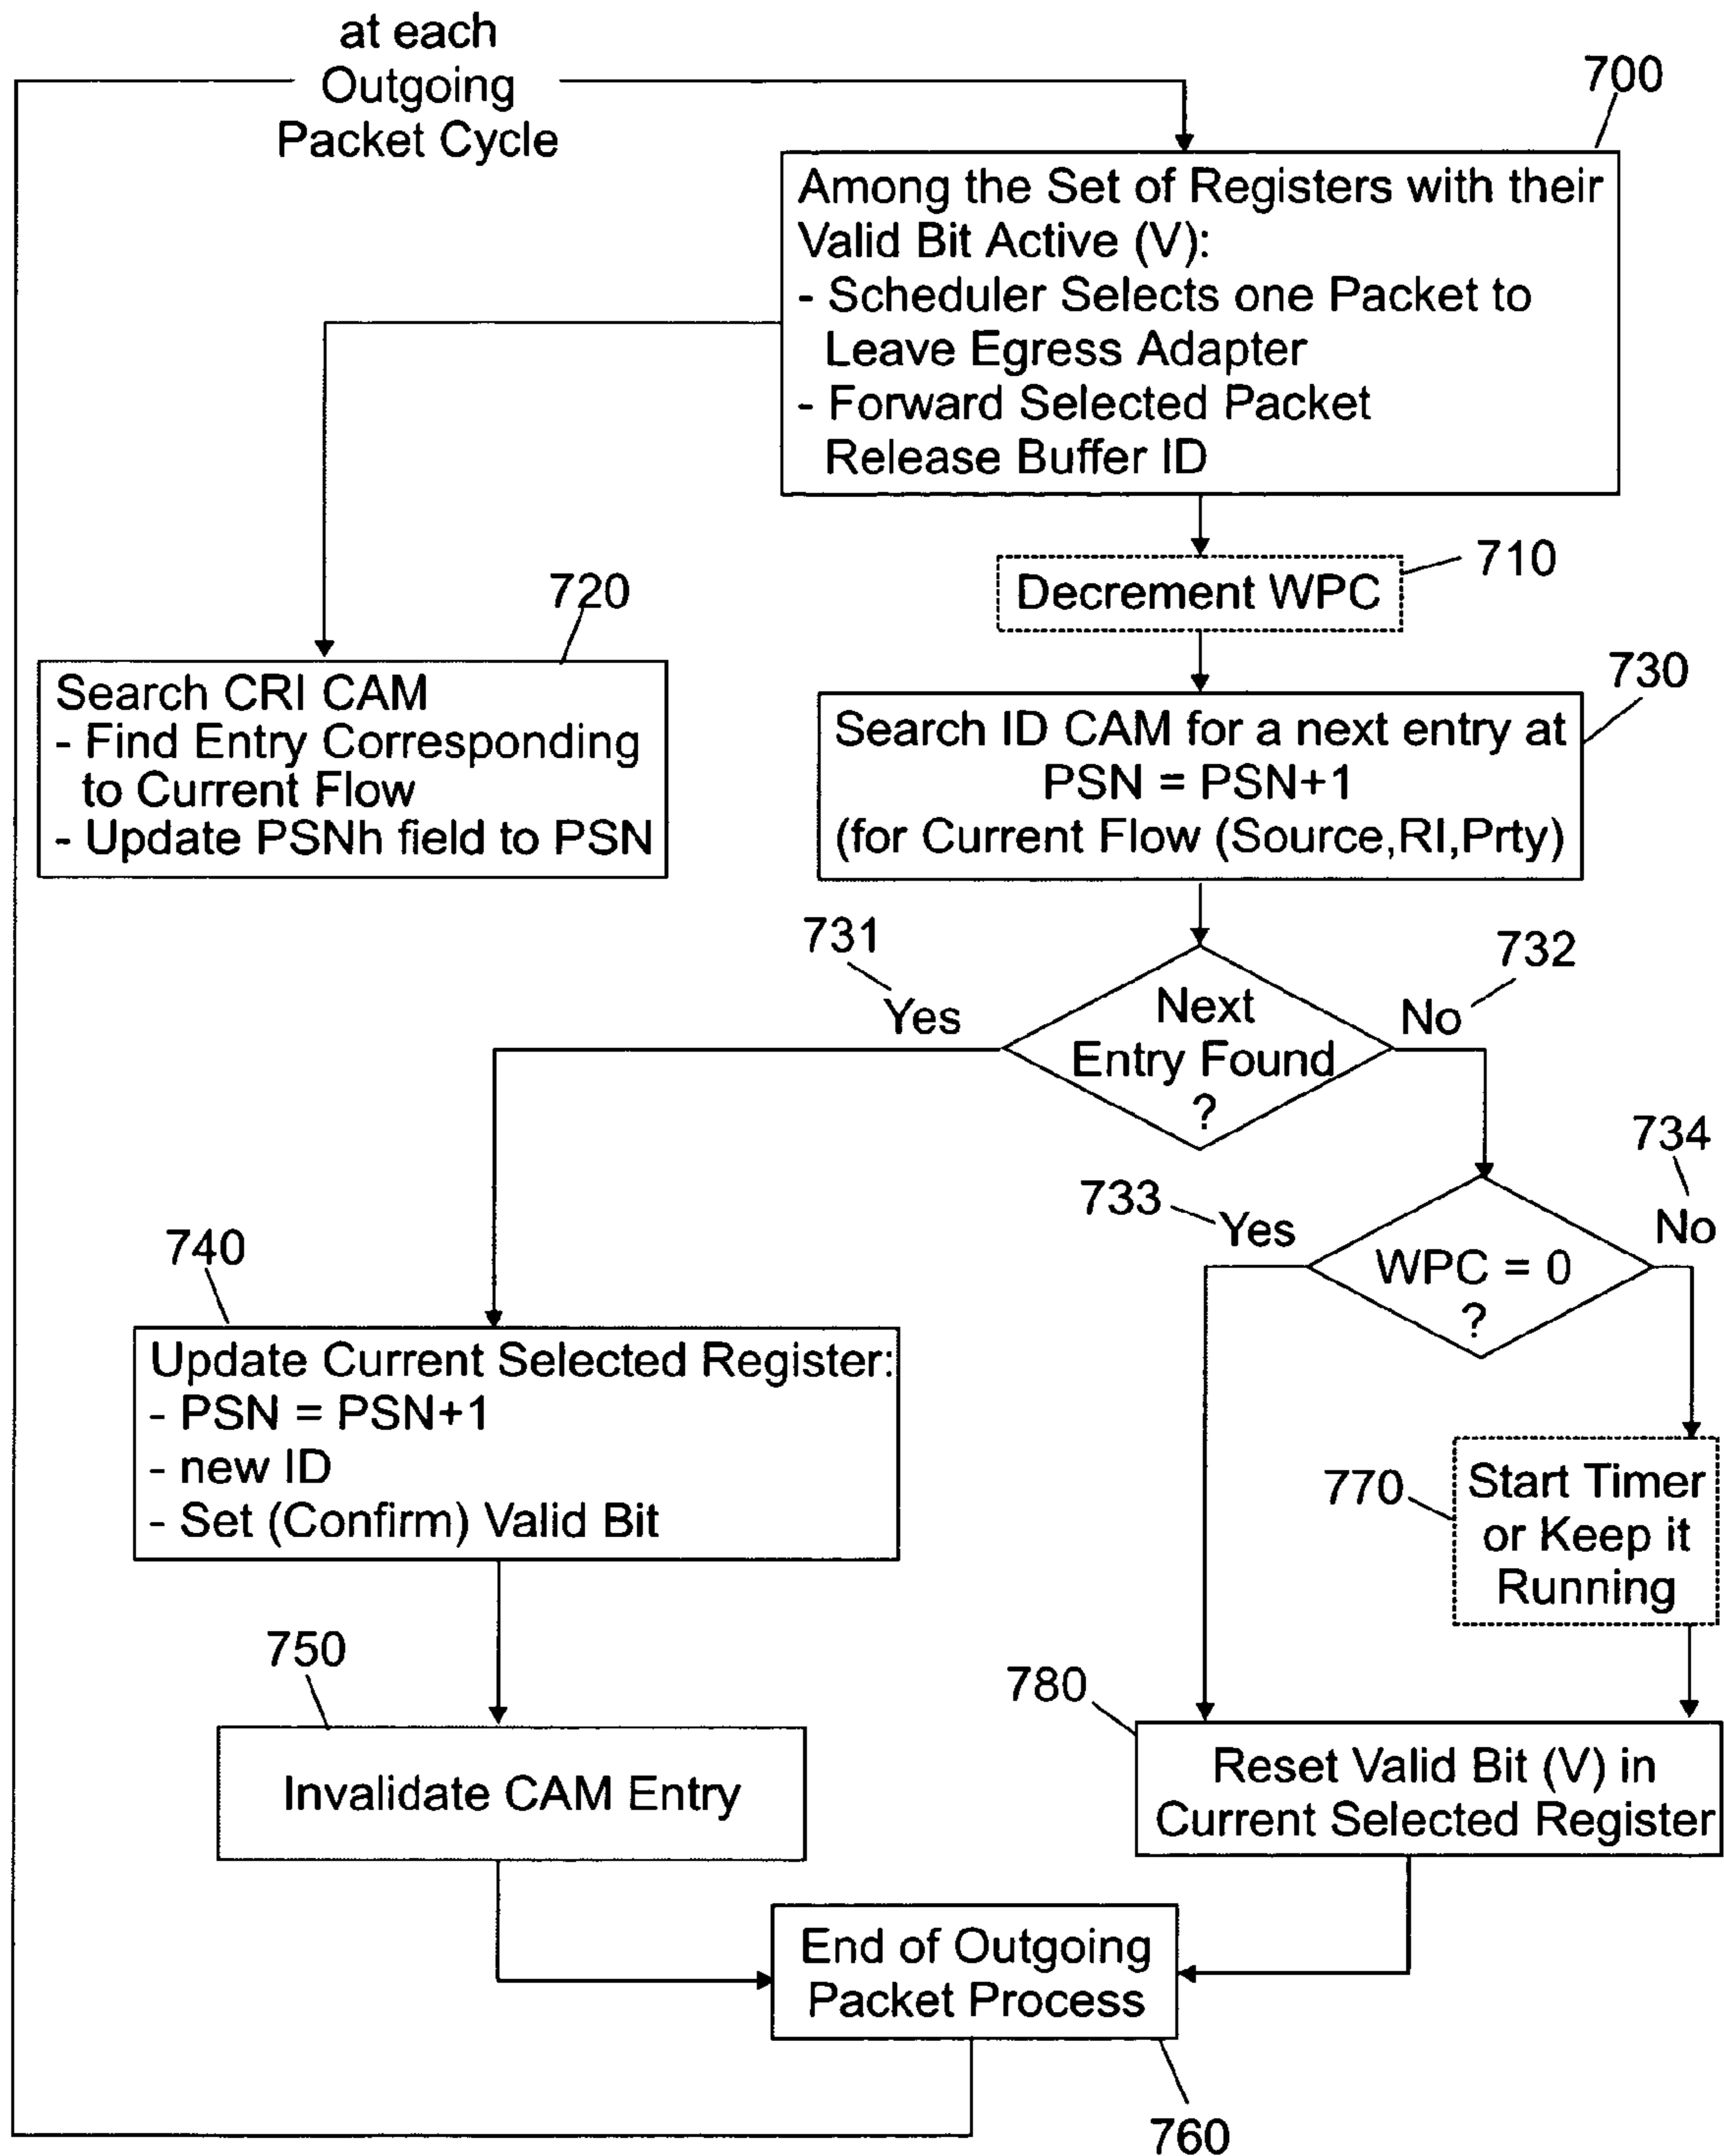 at each
Outgoing
Packet Cycle
700
Among the Set of Registers with their
Valid Bit Active (V):
- Scheduler Selects one Packet to
Leave Egress Adapter
- Forward Selected Packet
Release Buffer ID
710
Decrement WPC
720
Search CRI CAM
- Find Entry Corresponding
to Current Flow
- Update PSNh field to PSN
730
Search ID CAM for a next entry at
PSN = PSN+1
(for Current Flow (Source,RI,Prty)
731
Yes
732
No
Next
Entry Found
?
733
Yes
734
No
WPC = 0
?
740
Update Current Selected Register:
- PSN = PSN+1
- new ID
- Set (Confirm) Valid Bit
770
Start Timer
or Keep it
Running
750
Invalidate CAM Entry
780
Reset Valid Bit (V) in
Current Selected Register
End of Outgoing
Packet Process
760